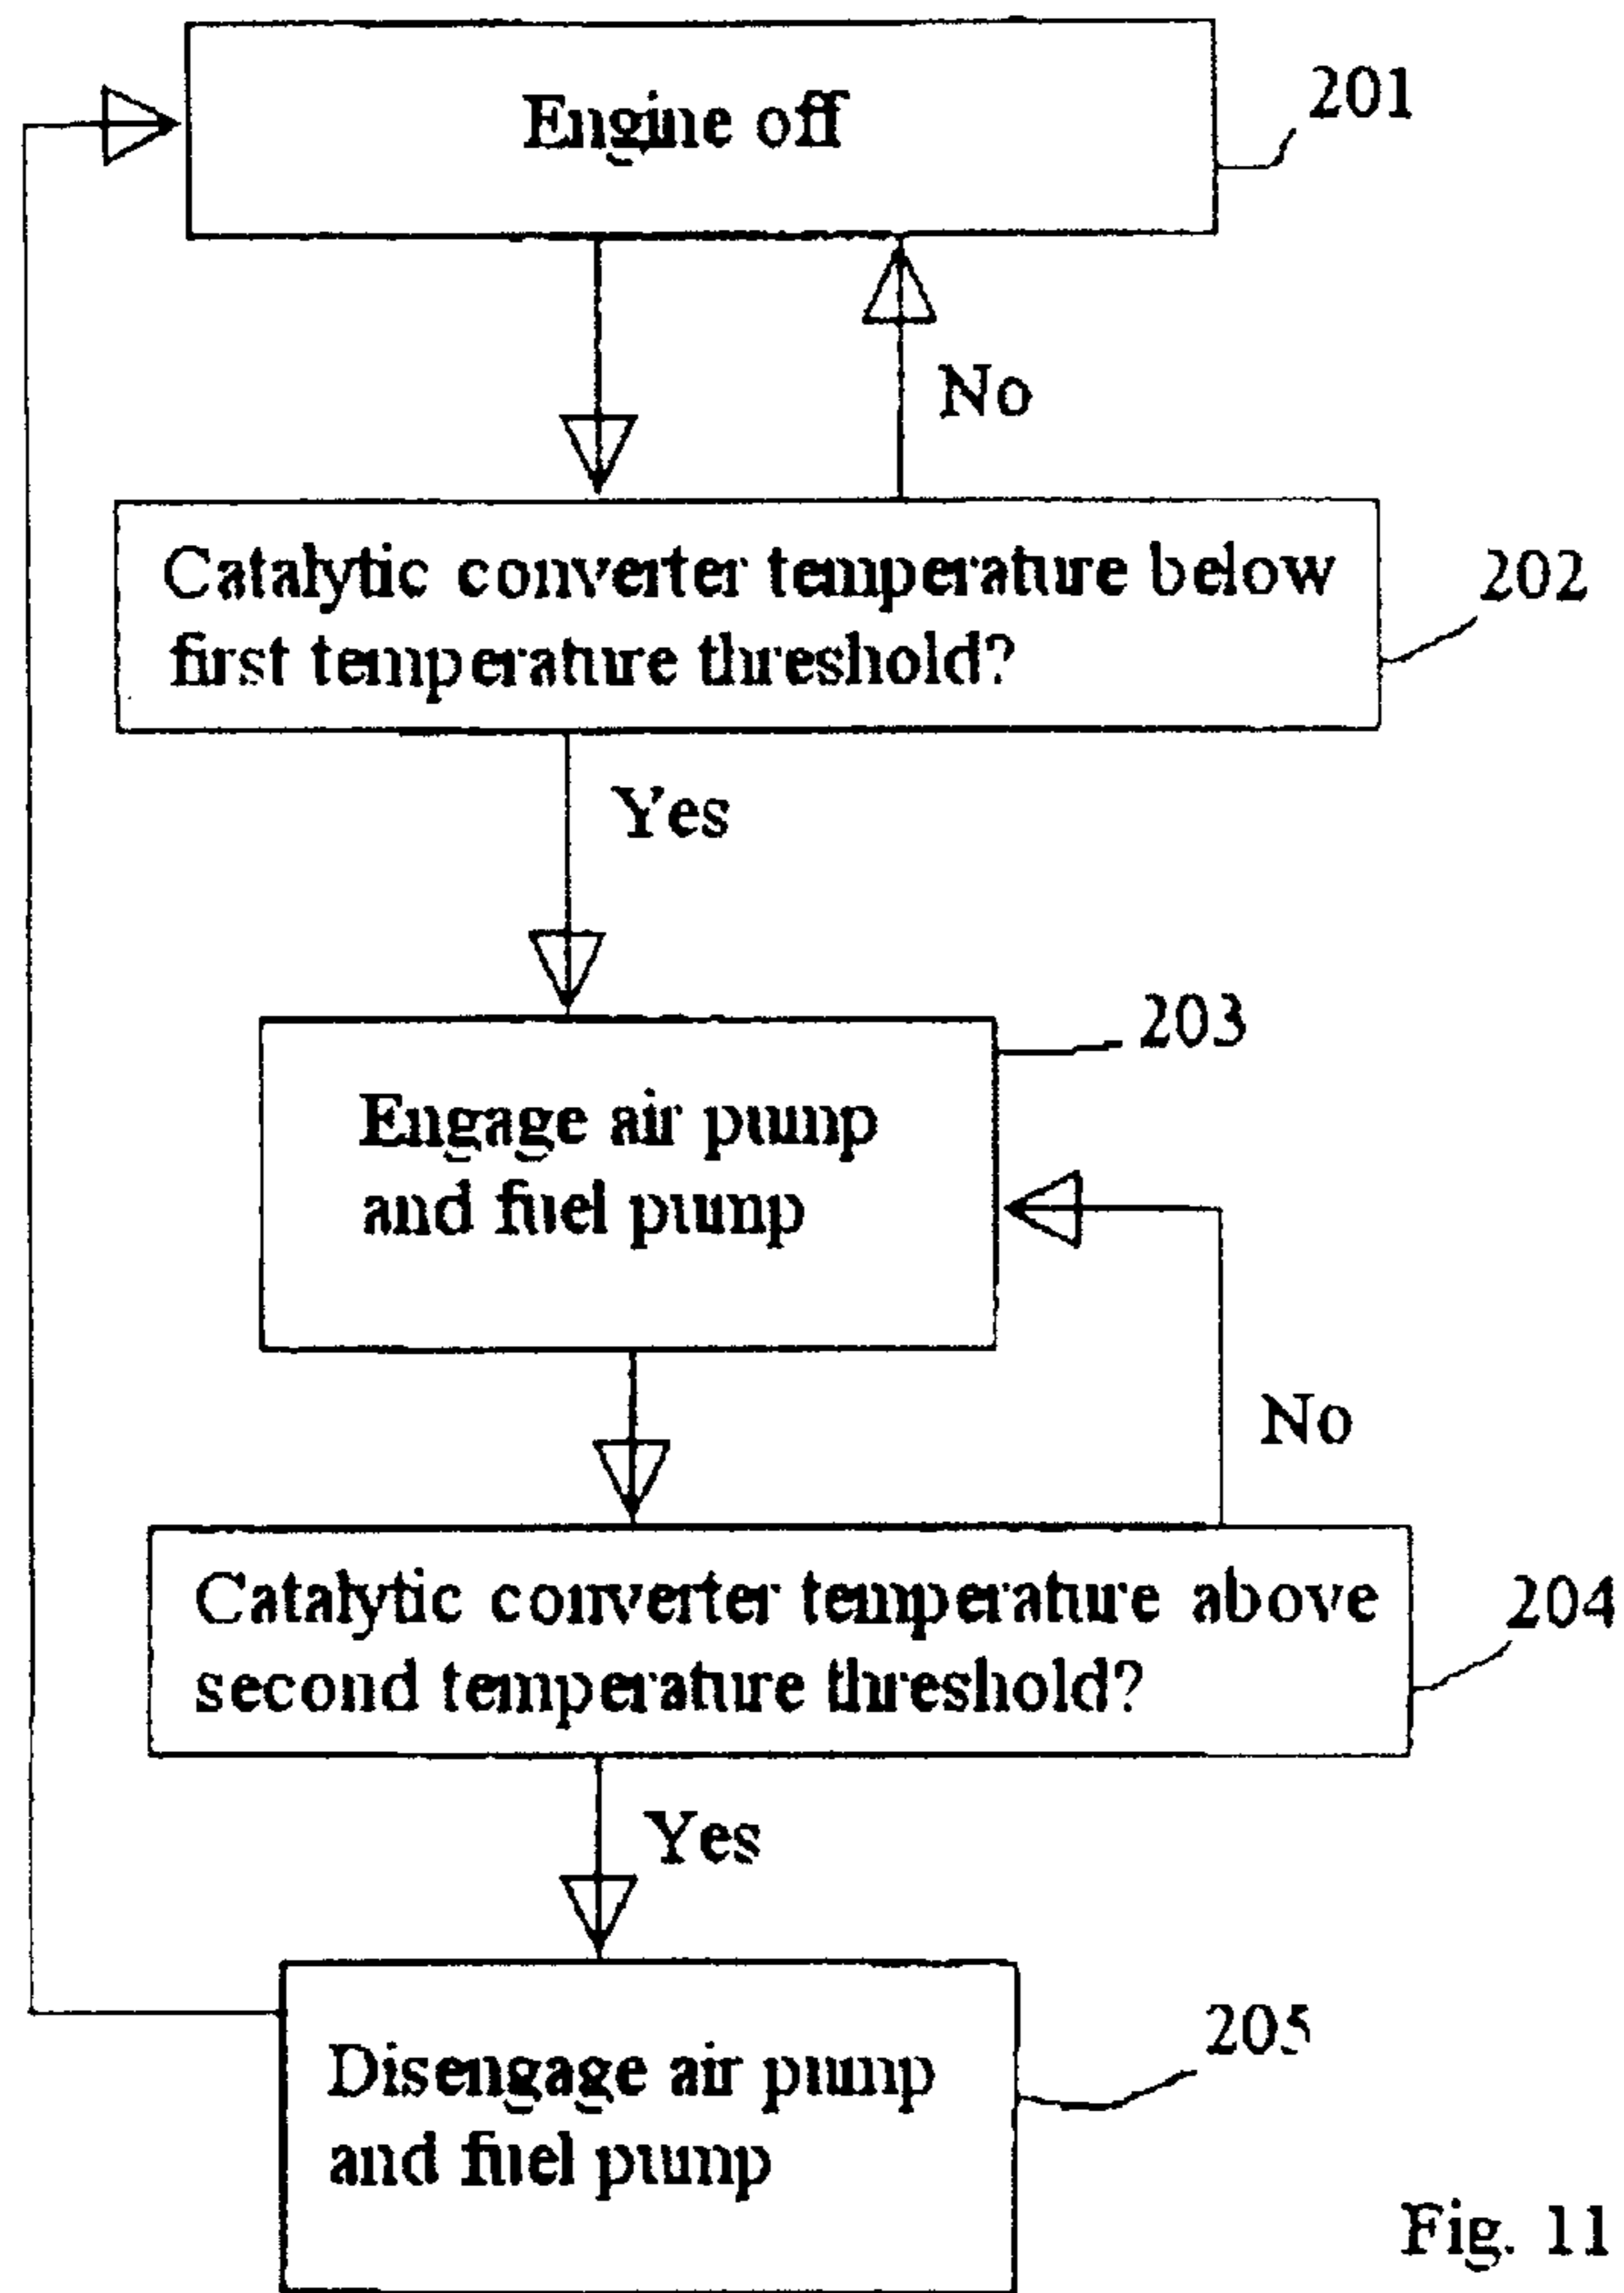 Engine off
201
No
Catalytic converter temperature below
first temperature threshold?
202
Yes
203
Engage air pump
and fuel pump
No
Catalytic converter temperature above
second temperature threshold?
204
Yes
205
Disengage air pump
and fuel pump
Fig. 11